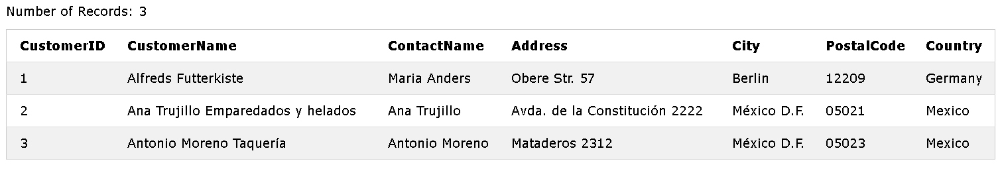 Number of Records: 3
CustomerID CustomerName ContactName Address City PostalCode Country
1 Alfreds Futterkiste Maria Anders Obere Str. 57 Berlin 12209 Germany
2 Ana Trujillo Emparedados y helados Ana Trujillo Avda. de la Constitución 2222 México D.F. 05021 Mexico
3 Antonio Moreno Taquería Antonio Moreno Mataderos 2312 México D.F. 05023 Mexico